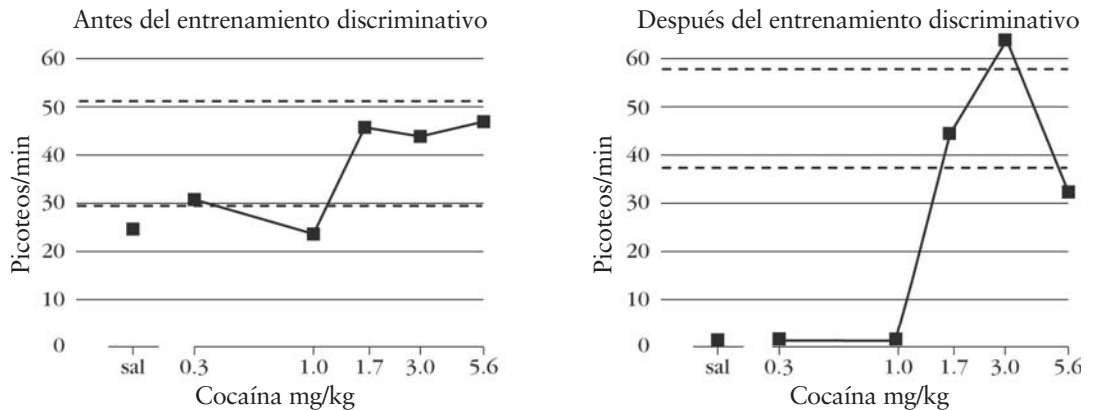 Antes del entrenamiento discriminativo
Picoteos/min
60
50
40
30
20
10
0
sal 0.3 1.0 1.7 3.0 5.6
Cocaína mg/kg
Después del entrenamiento discriminativo
Picoteos/min
60
50
40
30
20
10
0
sal 0.3 1.0 1.7 3.0 5.6
Cocaína mg/kg